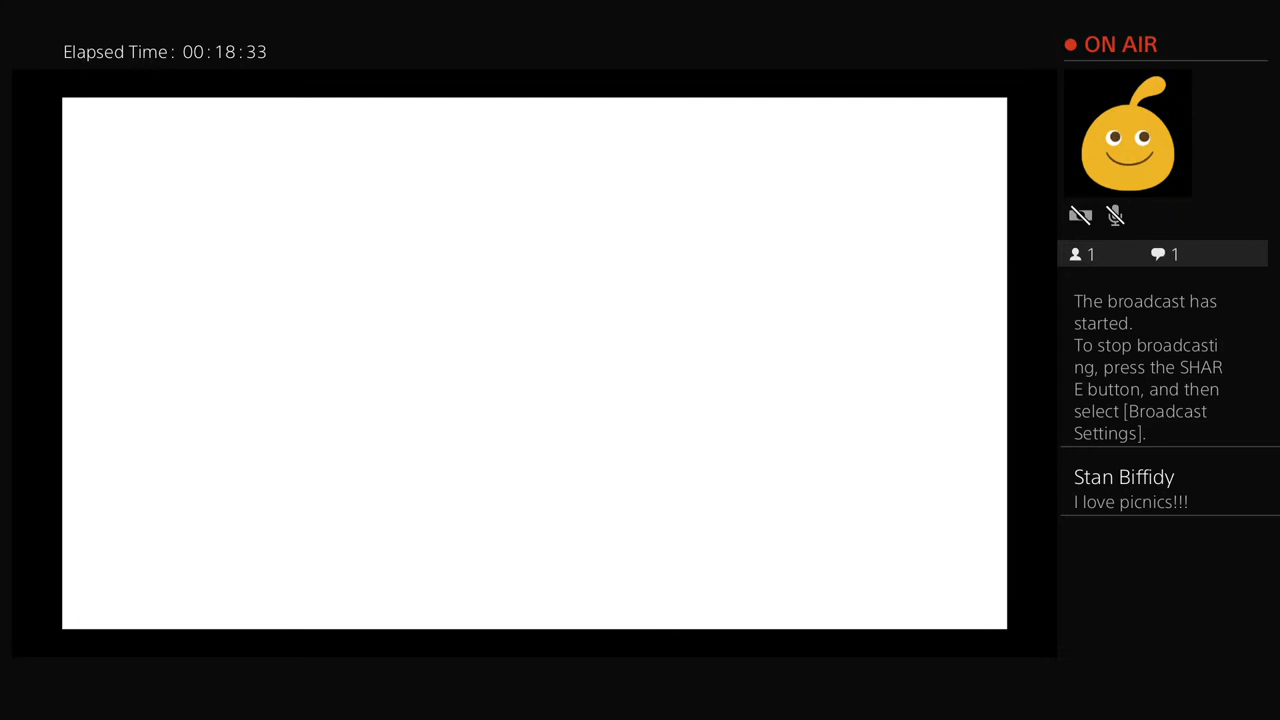 Elapsed Time: 00:18:33
ON AIR
1 1
The broadcast has
started.
To stop broadcasti
ng, press the SHAR
E button, and then
select [Broadcast
Settings].
Stan Biffidy
I love picnics!!!